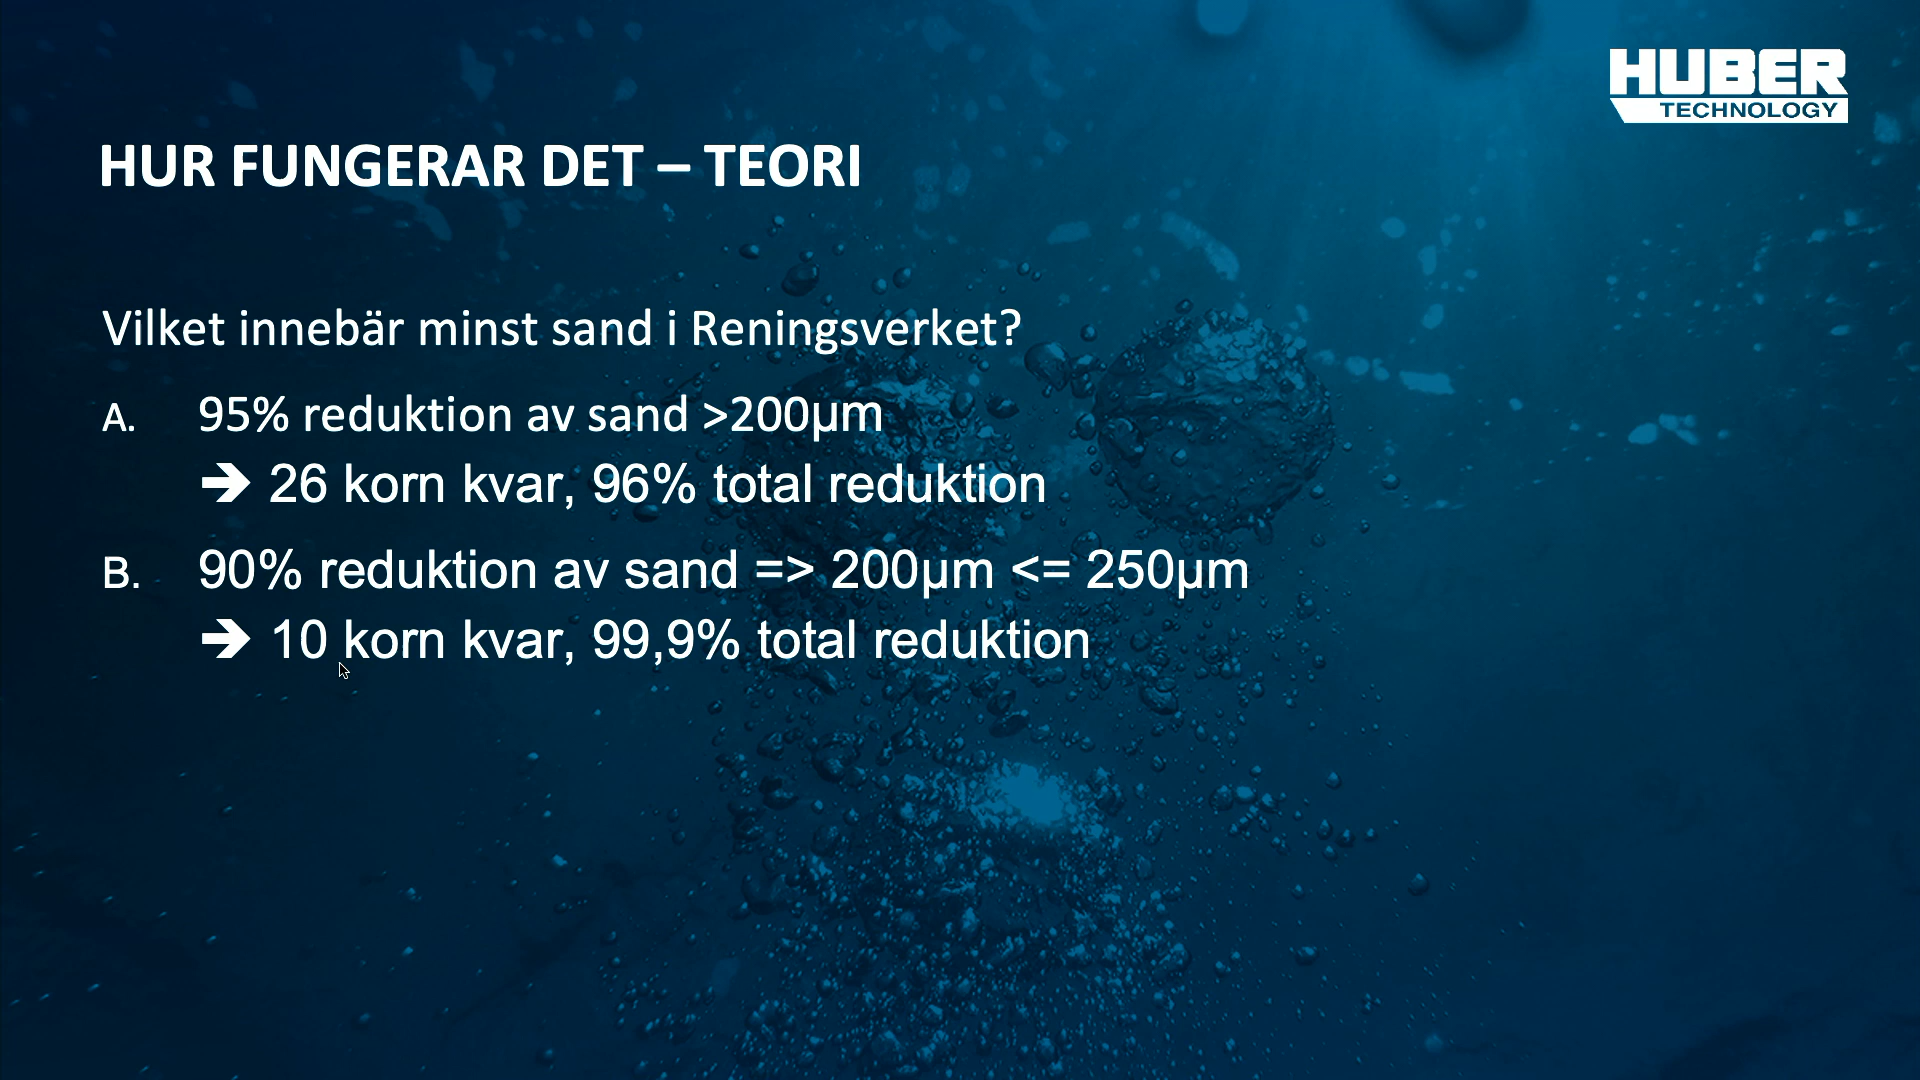 HUBER
TECHNOLOGY
HUR FUNGERAR DET – TEORI
Vilket innebär minst sand i Reningsverket?
A. 95% reduktion av sand >200µm
➔ 26 korn kvar, 96% total reduktion
B. 90% reduktion av sand => 200µm <= 250µm
➔ 10 korn kvar, 99,9% total reduktion